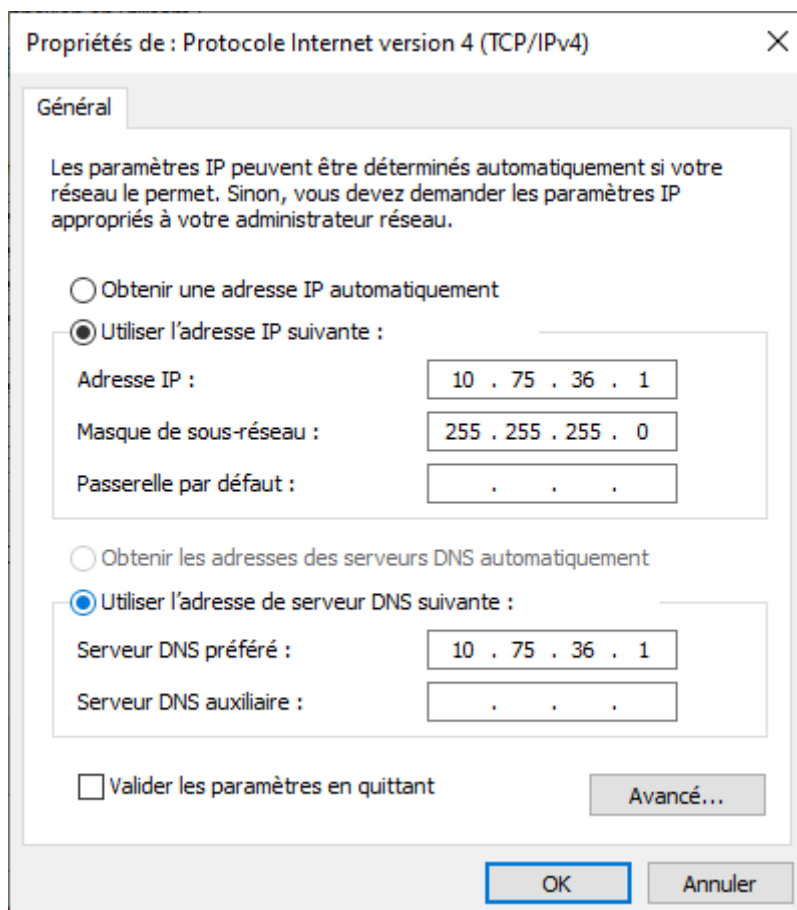 Propriétés de : Protocole Internet version 4 (TCP/IPv4)
Général
Les paramètres IP peuvent être déterminés automatiquement si votre
réseau le permet. Sinon, vous devez demander les paramètres IP
appropriés à votre administrateur réseau.
Obtenir une adresse IP automatiquement
Utiliser l'adresse IP suivante :
Adresse IP : 10 . 75 . 36 . 1
Masque de sous-réseau : 255 . 255 . 255 . 0
Passerelle par défaut : . . .
Obtenir les adresses des serveurs DNS automatiquement
Utiliser l'adresse de serveur DNS suivante :
Serveur DNS préféré : 10 . 75 . 36 . 1
Serveur DNS auxiliaire : . . .
Valider les paramètres en quittant
Avancé...
OK Annuler